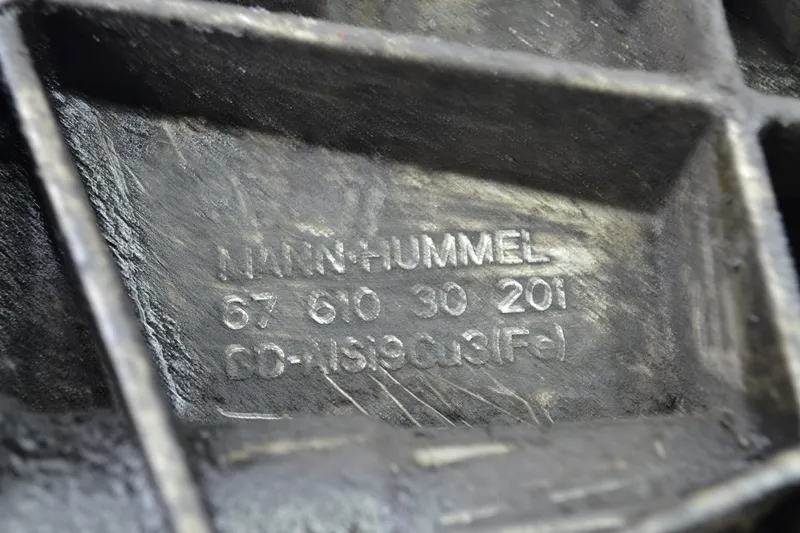 MANN+HUMMEL
67 610 30 201
GD-AlSi9Cu3(Fe)